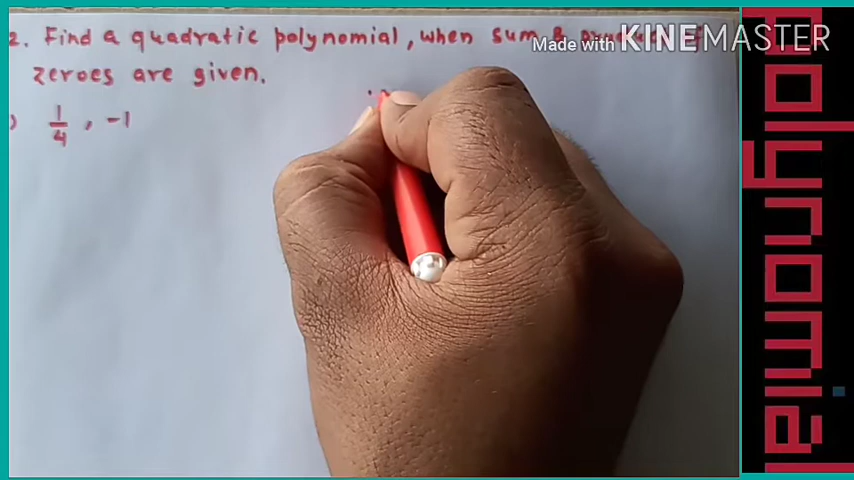 2. Find a quadratic polynomial, when sum &
zeroes are given.
) 1/4 , -1
Made with KINEMASTER
Polynomial